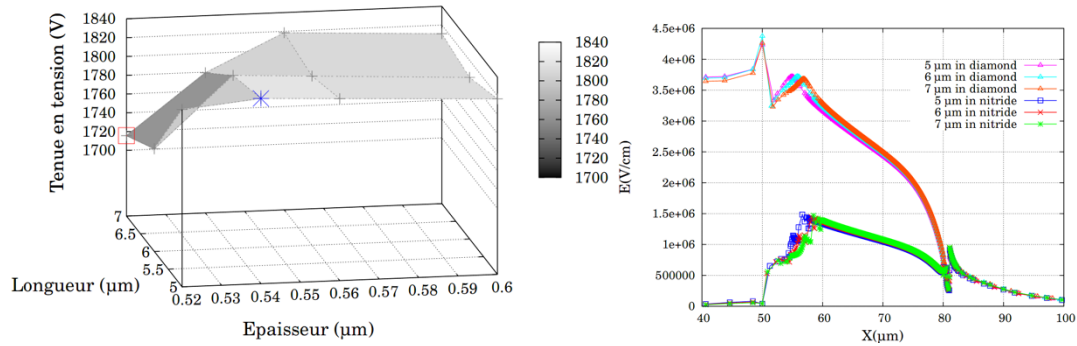 Tenue en tension (V)
1840
1820
1800
1780
1760
1740
1720
1700
7
6.5
6
5.5
5
Longueur (µm)
0.52
0.53
0.54
0.55
0.56
0.57
0.58
0.59
0.6
Epaisseur (µm)
1840
1820
1800
1780
1760
1740
1720
1700
E(V/cm)
4.5e+06
4e+06
3.5e+06
3e+06
2.5e+06
2e+06
1.5e+06
1e+06
500000
0
40
50
60
70
80
90
100
X(µm)
5 µm in diamond
6 µm in diamond
7 µm in diamond
5 µm in nitride
6 µm in nitride
7 µm in nitride